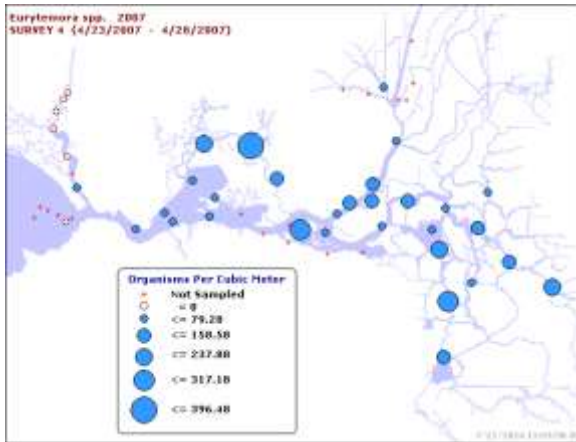 Eurytemora spp. 2007
SURVEY 4 (4/23/2007 - 4/28/2007)
Organisms Per Cubic Meter
Not Sampled
= 0
<= 79.28
<= 158.58
<= 237.88
<= 317.18
<= 396.48